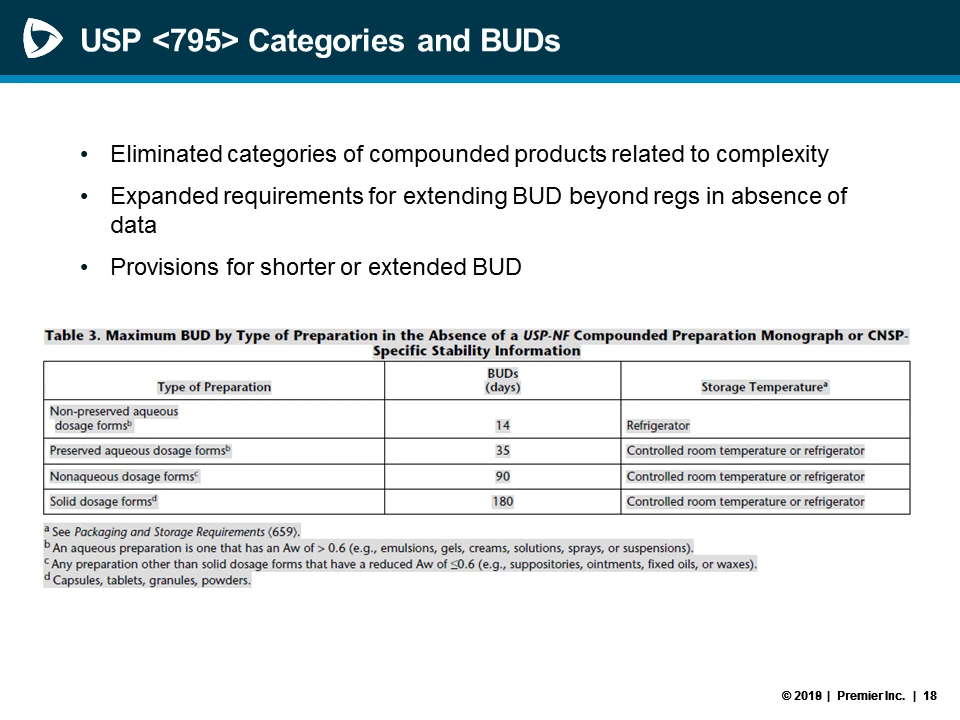 USP <795> Categories and BUDs
• Eliminated categories of compounded products related to complexity
• Expanded requirements for extending BUD beyond regs in absence of
data
• Provisions for shorter or extended BUD
Table 3. Maximum BUD by Type of Preparation in the Absence of a USP-NF Compounded Preparation Monograph or CNSP-
Specific Stability Information
Type of Preparation
BUDs
(days)
Storage Temperatureᵃ
Non-preserved aqueous
dosage formsᵇ
14
Refrigerator
Preserved aqueous dosage formsᵇ
35
Controlled room temperature or refrigerator
Nonaqueous dosage formsᶜ
90
Controlled room temperature or refrigerator
Solid dosage formsᵈ
180
Controlled room temperature or refrigerator
ᵃ See Packaging and Storage Requirements ⟨659⟩.
ᵇ An aqueous preparation is one that has an Aw of > 0.6 (e.g., emulsions, gels, creams, solutions, sprays, or suspensions).
ᶜ Any preparation other than solid dosage forms that have a reduced Aw of ≤0.6 (e.g., suppositories, ointments, fixed oils, or waxes).
ᵈ Capsules, tablets, granules, powders.
© | Premier Inc. | 18